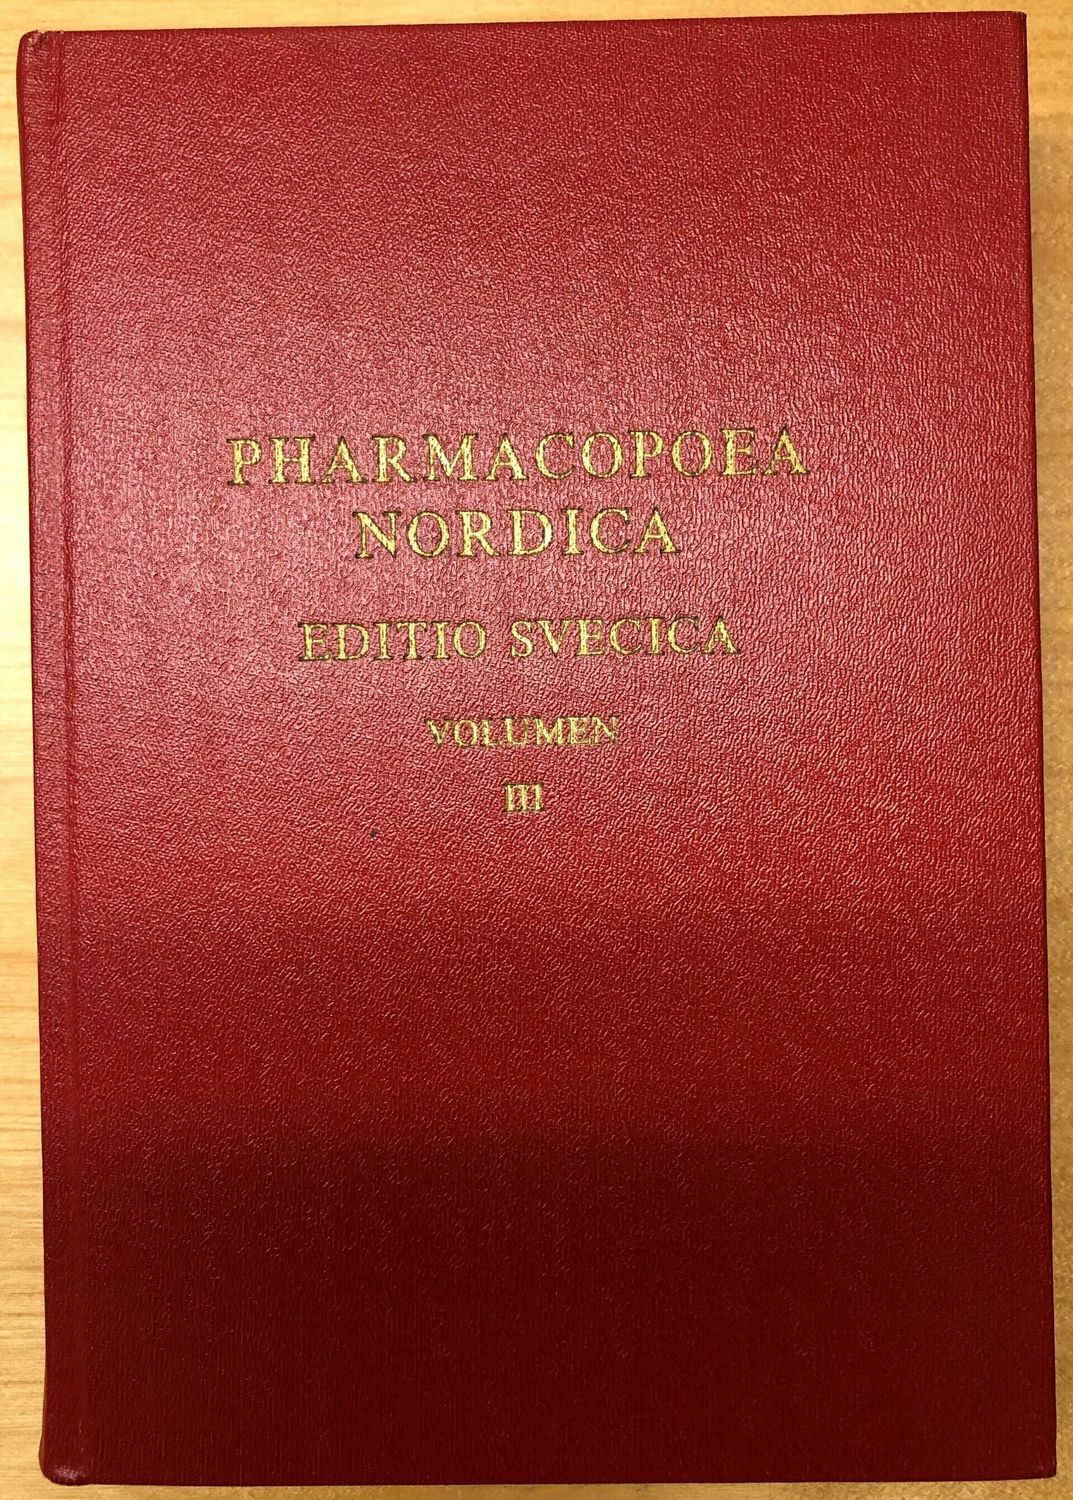 PHARMACOPOEA
NORDICA
EDITIO SVECICA
VOLUMEN
III